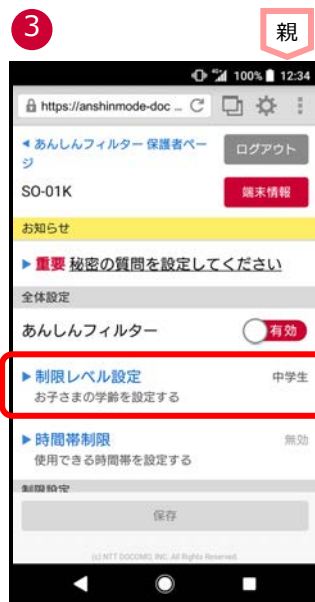 3
親
100% 12:34
https://anshinmode-doc ...
あんしんフィルター 保護者ペー
ジ
ログアウト
SO-01K
端末情報
お知らせ
重要 秘密の質問を設定してください
全体設定
あんしんフィルター
有効
制限レベル設定
中学生
お子さまの学齢を設定する
時間帯制限
無効
使用できる時間帯を設定する
制限設定
保存
(c) NTT DOCOMO, INC. All Rights Reserved.